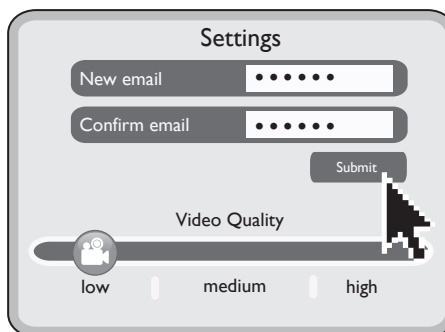 Settings
New email ••••••
Confirm email ••••••
Submit
Video Quality
low medium high